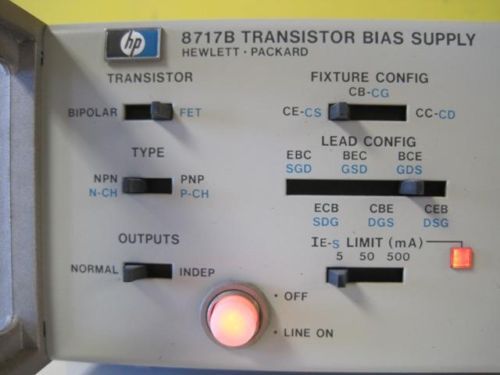 hp
8717B TRANSISTOR BIAS SUPPLY
HEWLETT · PACKARD
TRANSISTOR
BIPOLAR FET
TYPE
NPN PNP
N-CH P-CH
OUTPUTS
NORMAL INDEP
• OFF
• LINE ON
FIXTURE CONFIG
CB-CG
CE-CS CC-CD
LEAD CONFIG
EBC BEC BCE
SGD GSD GDS
ECB CBE CEB
SDG DGS DSG
IE-S LIMIT (mA)
5 50 500